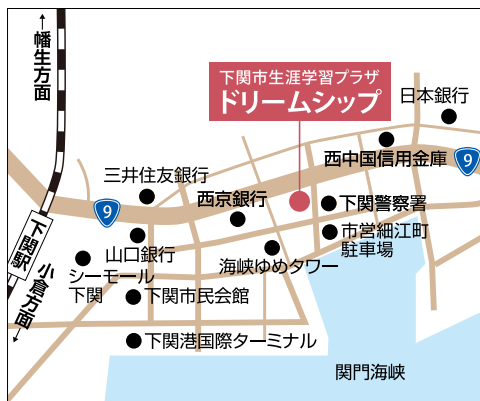 ←幡生方面
下関市生涯学習プラザ
ドリームシップ
日本銀行
西中国信用金庫
9
三井住友銀行
9
西京銀行
下関警察署
市営細江町
駐車場
山口銀行
海峡ゆめタワー
下関駅
シーモール
下関
小倉方面→
下関市民会館
下関港国際ターミナル
関門海峡